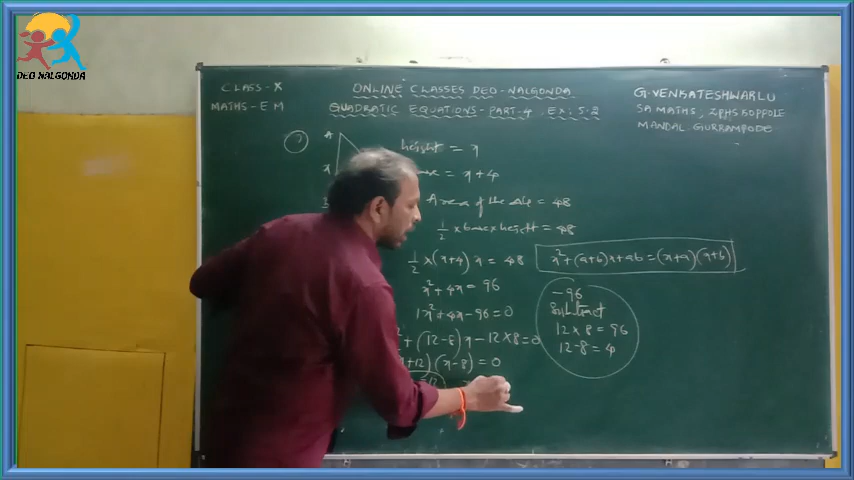 DEO NALGONDA
CLASS-X
MATHS-E M
ONLINE CLASSES DEO-NALGONDA
QUADRATIC EQUATIONS-PART-4, EX: 5.2
G.VENKATESHWARLU
SA MATHS, ZPHS KOPPOLE
MANDAL GURRAMPODE
A
x
height = x
= x+4
Area of the Δle = 48
1/2 × base × height = 48
1/2 × (x+4) x = 48
x²+4x = 96
1x²+4x-96=0
+ (12-8)x - 12×8=0
x+12) (x-8) = 0
x²+(a+b)x+ab=(x+a)(x+b)
-96
Subtract
12 × 8 = 96
12-8 = 4